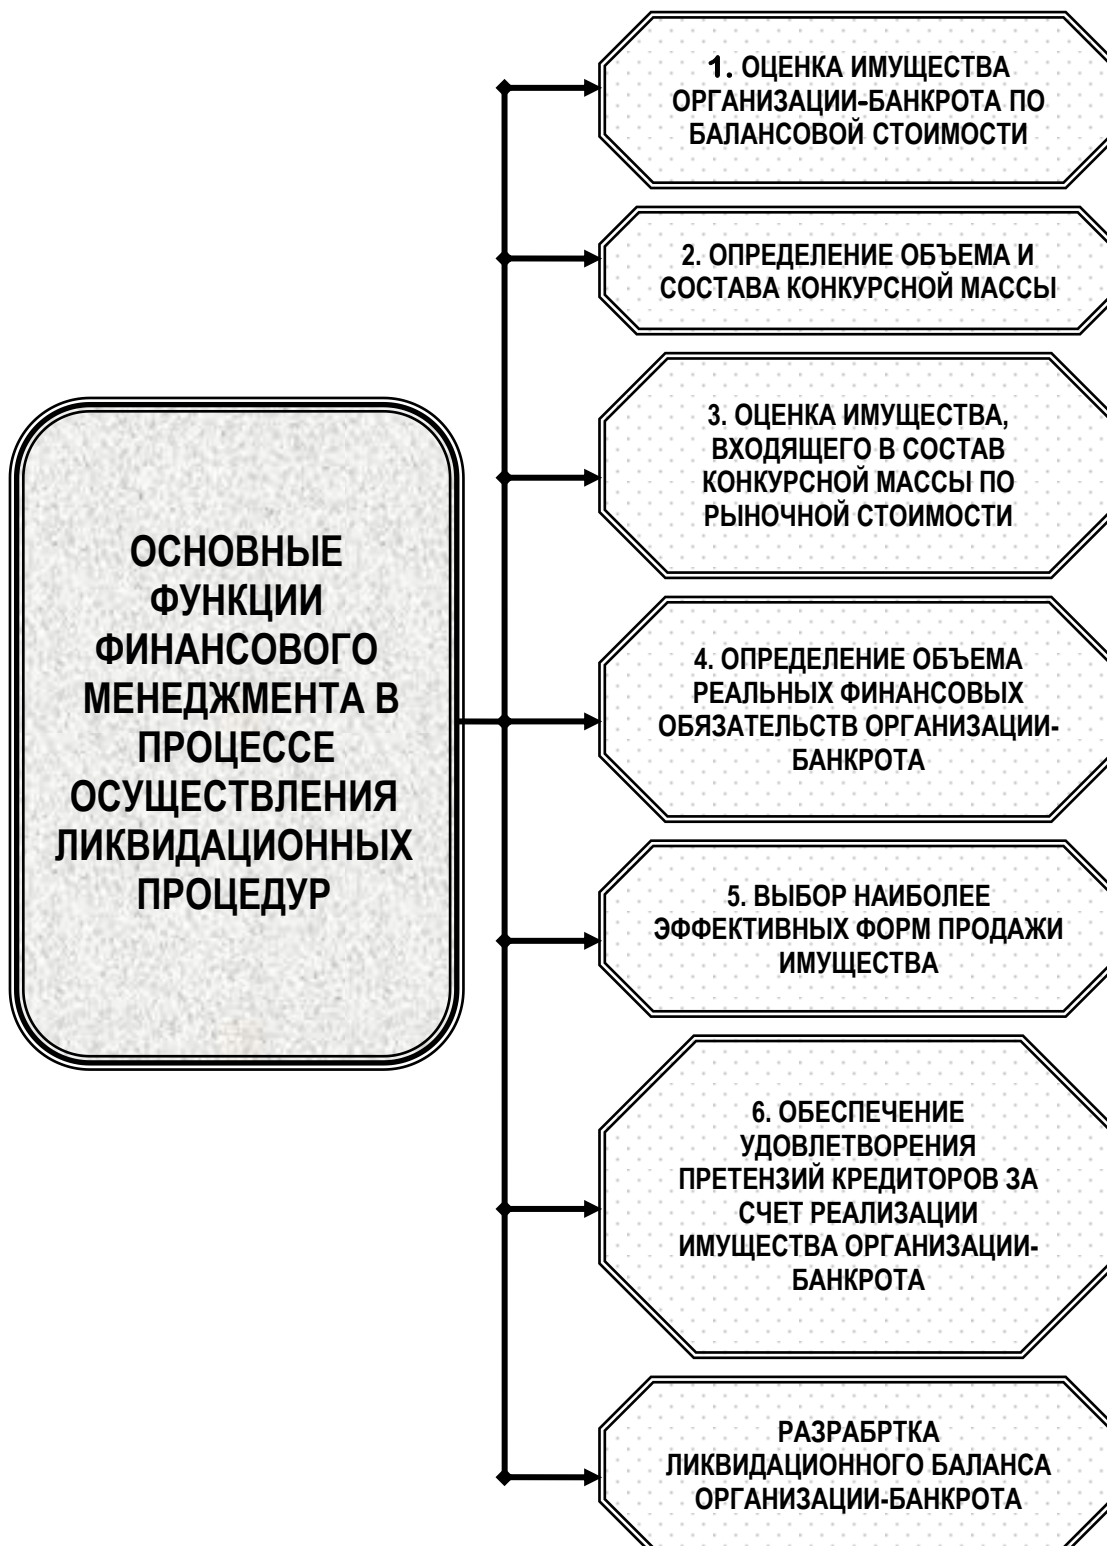 ОСНОВНЫЕ
ФУНКЦИИ
ФИНАНСОВОГО
МЕНЕДЖМЕНТА В
ПРОЦЕССЕ
ОСУЩЕСТВЛЕНИЯ
ЛИКВИДАЦИОННЫХ
ПРОЦЕДУР
1. ОЦЕНКА ИМУЩЕСТВА
ОРГАНИЗАЦИИ-БАНКРОТА ПО
БАЛАНСОВОЙ СТОИМОСТИ
2. ОПРЕДЕЛЕНИЕ ОБЪЕМА И
СОСТАВА КОНКУРСНОЙ МАССЫ
3. ОЦЕНКА ИМУЩЕСТВА,
ВХОДЯЩЕГО В СОСТАВ
КОНКУРСНОЙ МАССЫ ПО
РЫНОЧНОЙ СТОИМОСТИ
4. ОПРЕДЕЛЕНИЕ ОБЪЕМА
РЕАЛЬНЫХ ФИНАНСОВЫХ
ОБЯЗАТЕЛЬСТВ ОРГАНИЗАЦИИ-
БАНКРОТА
5. ВЫБОР НАИБОЛЕЕ
ЭФФЕКТИВНЫХ ФОРМ ПРОДАЖИ
ИМУЩЕСТВА
6. ОБЕСПЕЧЕНИЕ
УДОВЛЕТВОРЕНИЯ
ПРЕТЕНЗИЙ КРЕДИТОРОВ ЗА
СЧЕТ РЕАЛИЗАЦИИ
ИМУЩЕСТВА ОРГАНИЗАЦИИ-
БАНКРОТА
РАЗРАБРТКА
ЛИКВИДАЦИОННОГО БАЛАНСА
ОРГАНИЗАЦИИ-БАНКРОТА